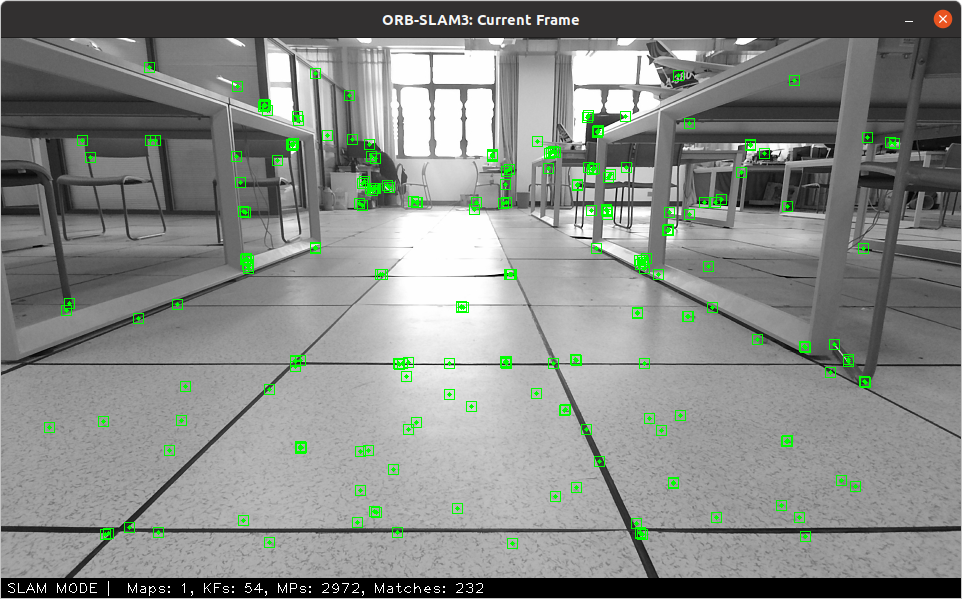 ORB-SLAM3: Current Frame
SLAM MODE | Maps: 1, KFs: 54, MPs: 2972, Matches: 232